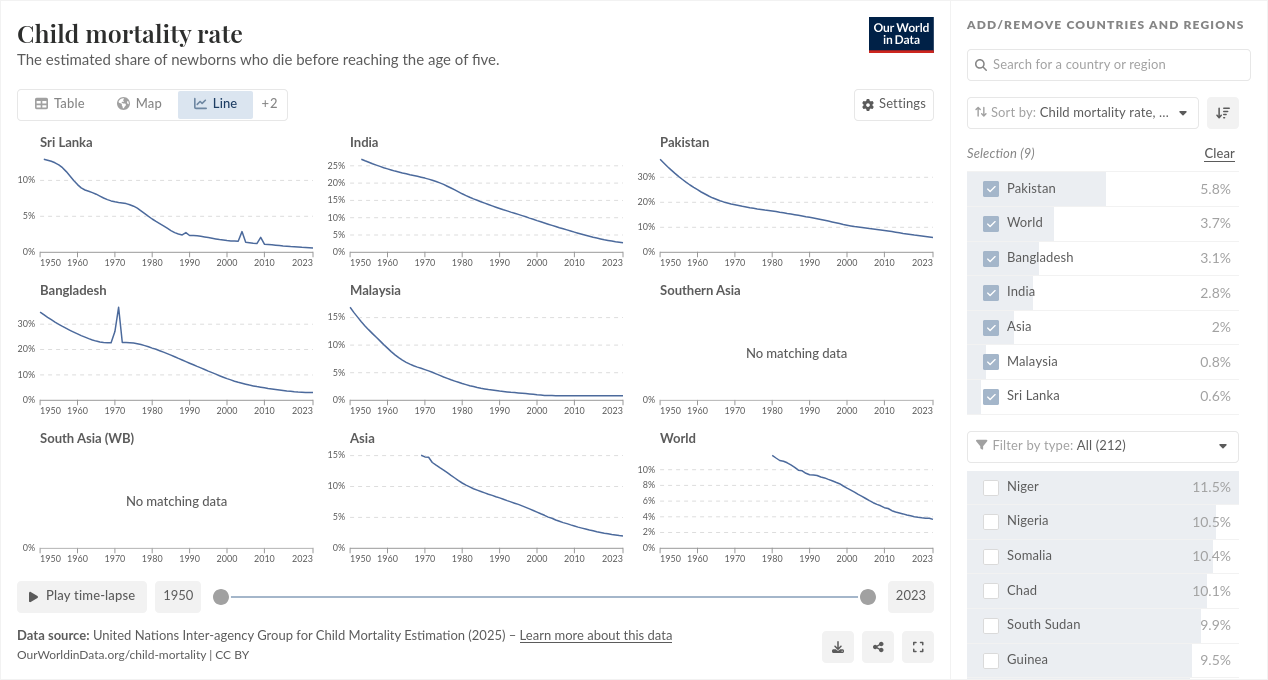 Child mortality rate
The estimated share of newborns who die before reaching the age of five.
Our World
in Data
Table
Map
Line
+2
Settings
Sri Lanka
10%
5%
0%
1950 1960 1970 1980 1990 2000 2010 2023
India
25%
20%
15%
10%
5%
0%
1950 1960 1970 1980 1990 2000 2010 2023
Pakistan
30%
20%
10%
0%
1950 1960 1970 1980 1990 2000 2010 2023
Bangladesh
30%
20%
10%
0%
1950 1960 1970 1980 1990 2000 2010 2023
Malaysia
15%
10%
5%
0%
1950 1960 1970 1980 1990 2000 2010 2023
Southern Asia
No matching data
0%
1950 1960 1970 1980 1990 2000 2010 2023
South Asia (WB)
No matching data
0%
1950 1960 1970 1980 1990 2000 2010 2023
Asia
15%
10%
5%
0%
1950 1960 1970 1980 1990 2000 2010 2023
World
10%
8%
6%
4%
2%
0%
1950 1960 1970 1980 1990 2000 2010 2023
Play time-lapse
1950
2023
Data source: United Nations Inter-agency Group for Child Mortality Estimation (2025) – Learn more about this data
OurWorldinData.org/child-mortality | CC BY
ADD/REMOVE COUNTRIES AND REGIONS
Search for a country or region
Sort by: Child mortality rate, ...
Selection (9)
Clear
Pakistan 5.8%
World 3.7%
Bangladesh 3.1%
India 2.8%
Asia 2%
Malaysia 0.8%
Sri Lanka 0.6%
Filter by type: All (212)
Niger 11.5%
Nigeria 10.5%
Somalia 10.4%
Chad 10.1%
South Sudan 9.9%
Guinea 9.5%